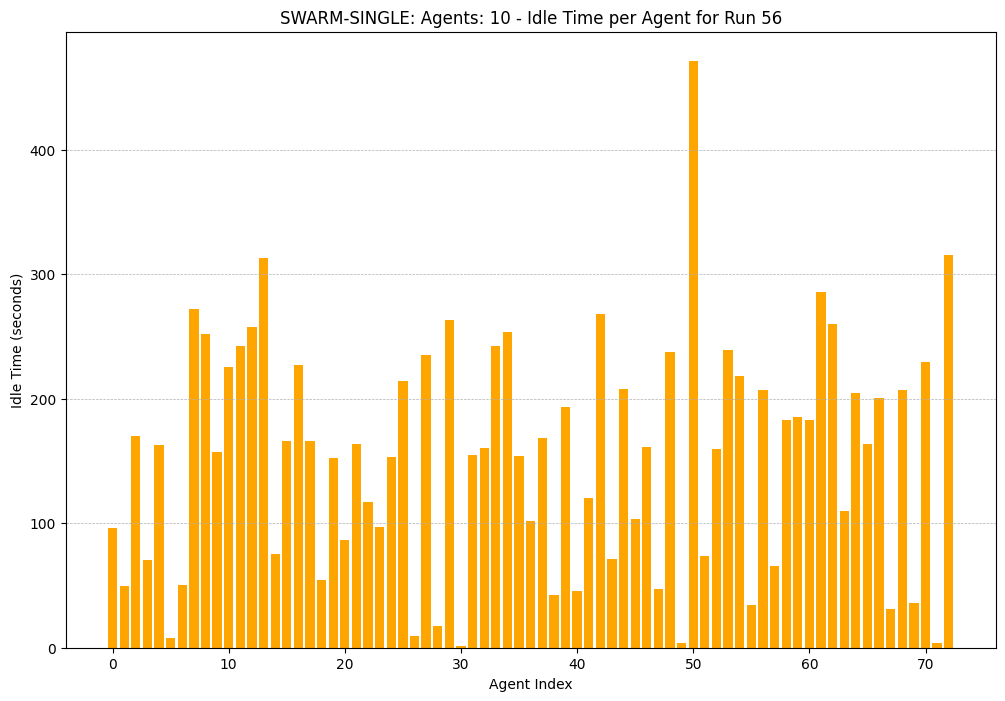 SWARM-SINGLE: Agents: 10 - Idle Time per Agent for Run 56
Idle Time (seconds)
400
300
200
100
0
0 10 20 30 40 50 60 70
Agent Index